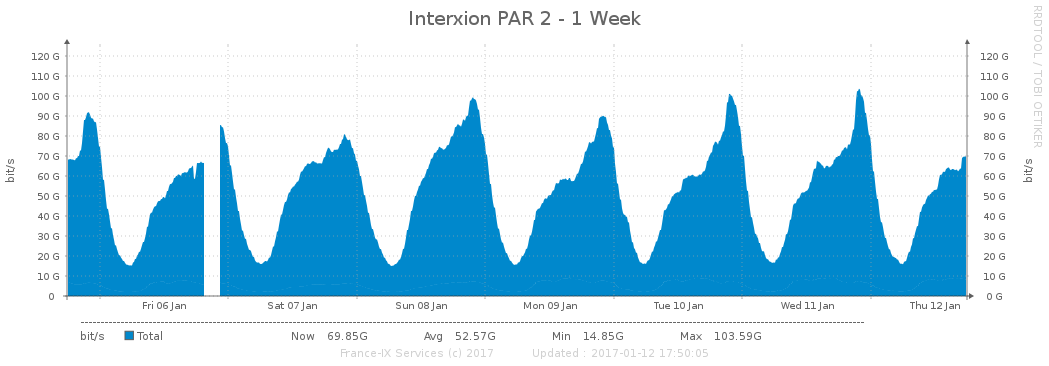 Interxion PAR 2 - 1 Week
RRDTOOL / TOBI OETIKER
bit/s
120 G
110 G
100 G
90 G
80 G
70 G
60 G
50 G
40 G
30 G
20 G
10 G
0
120 G
110 G
100 G
90 G
80 G
70 G
60 G
50 G
40 G
30 G
20 G
10 G
0 G
bit/s
Fri 06 Jan Sat 07 Jan Sun 08 Jan Mon 09 Jan Tue 10 Jan Wed 11 Jan Thu 12 Jan
bit/s Total Now 69.85G Avg 52.57G Min 14.85G Max 103.59G
France-IX Services (c) 2017 Updated : 2017-01-12 17:50:05